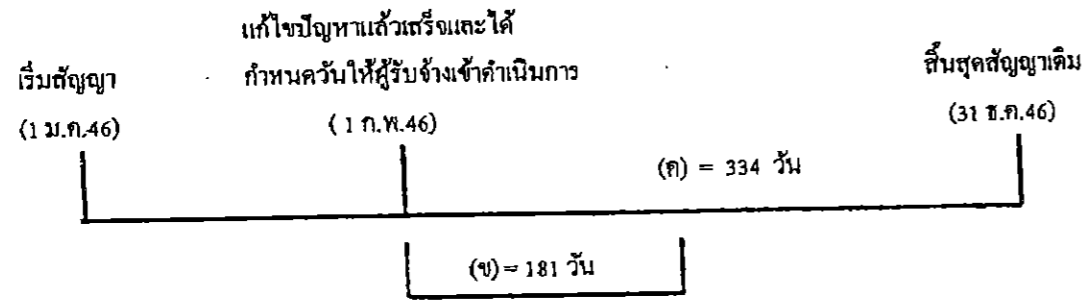 แก้ไขปัญหาแล้วเสร็จและได้
กำหนดวันให้ผู้รับจ้างเข้าดำเนินการ
เริ่มสัญญา
สิ้นสุดสัญญาเดิม
(1 ม.ค.46)
( 1 ก.พ.46)
(31 ธ.ค.46)
(ค) = 334 วัน
(ข) = 181 วัน